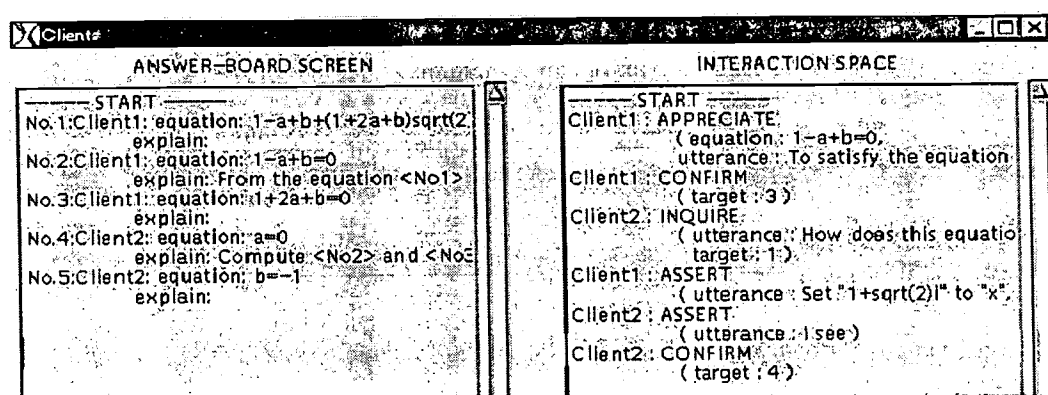 Client#
ANSWER-BOARD SCREEN
START
No.1:Client1: equation: 1-a+b+(1+2a+b)sqrt(2
explain:
No.2:Client1: equation: 1-a+b=0
explain: From the equation <No1>
No.3:Client1: equation: 1+2a+b=0
explain:
No.4:Client2: equation: a=0
explain: Compute <No2> and <No3
No.5:Client2: equation: b=-1
explain:
INTERACTION SPACE
START
Client1 : APPRECIATE
( equation : 1-a+b=0,
utterance : To satisfy the equation
Client1 : CONFIRM
( target : 3 )
Client2 : INQUIRE
( utterance : How does this equatio
target : 1 )
Client1 : ASSERT
( utterance : Set "1+sqrt(2)i" to "x",
Client2 : ASSERT
( utterance : I see )
Client2 : CONFIRM
( target : 4 )